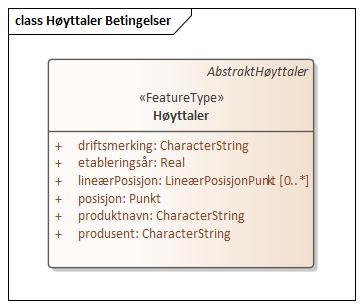 class Høyttaler Betingelser
AbstraktHøyttaler
«FeatureType»
Høyttaler
+ driftsmerking: CharacterString
+ etableringsår: Real
+ lineærPosisjon: LineærPosisjonPunkt [0..*]
+ posisjon: Punkt
+ produktnavn: CharacterString
+ produsent: CharacterString